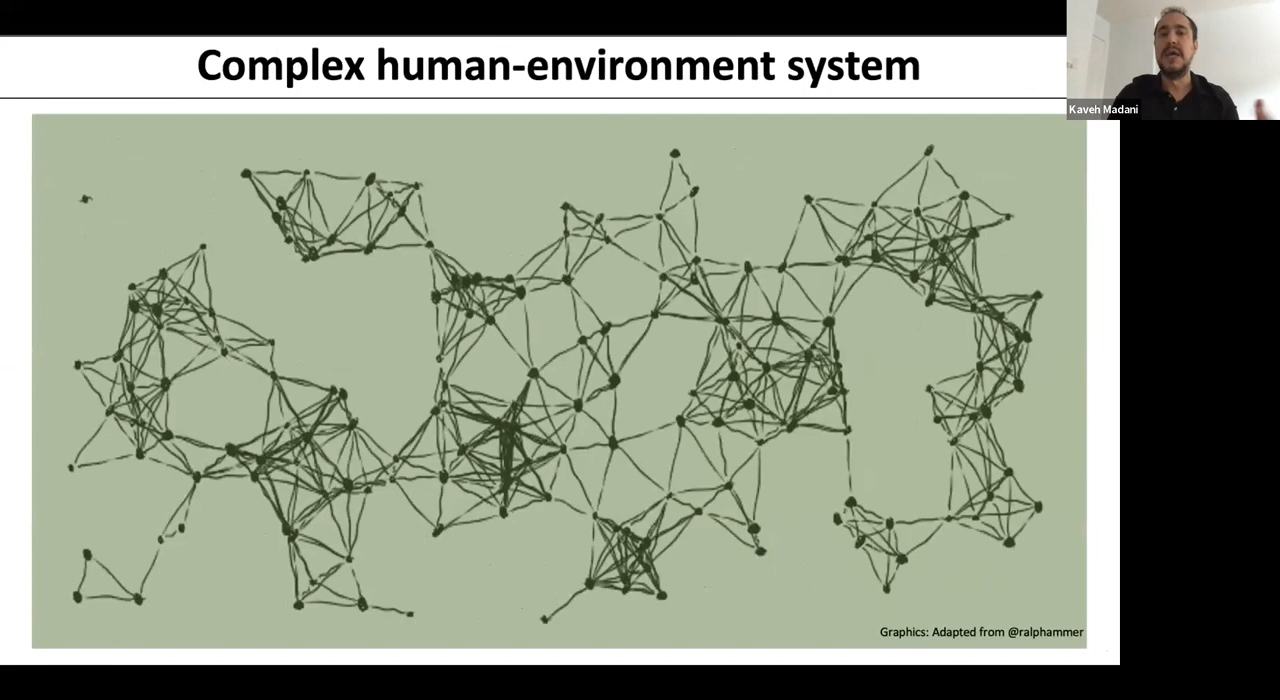 Complex human-environment system
Kaveh Madani
Graphics: Adapted from @ralphammer